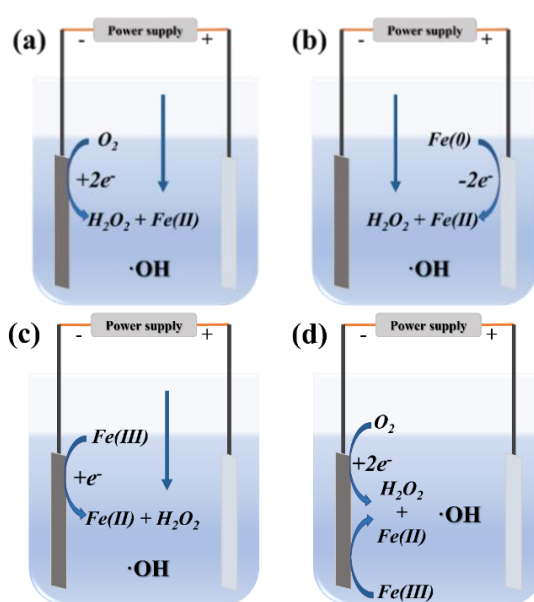 (a)
Power supply
- +
O₂
+2e⁻
H₂O₂ + Fe(II)
·OH
(b)
Power supply
- +
Fe(0)
-2e⁻
H₂O₂ + Fe(II)
·OH
(c)
Power supply
- +
Fe(III)
+e⁻
Fe(II) + H₂O₂
·OH
(d)
Power supply
- +
O₂
+2e⁻
H₂O₂
+ ·OH
Fe(II)
Fe(III)